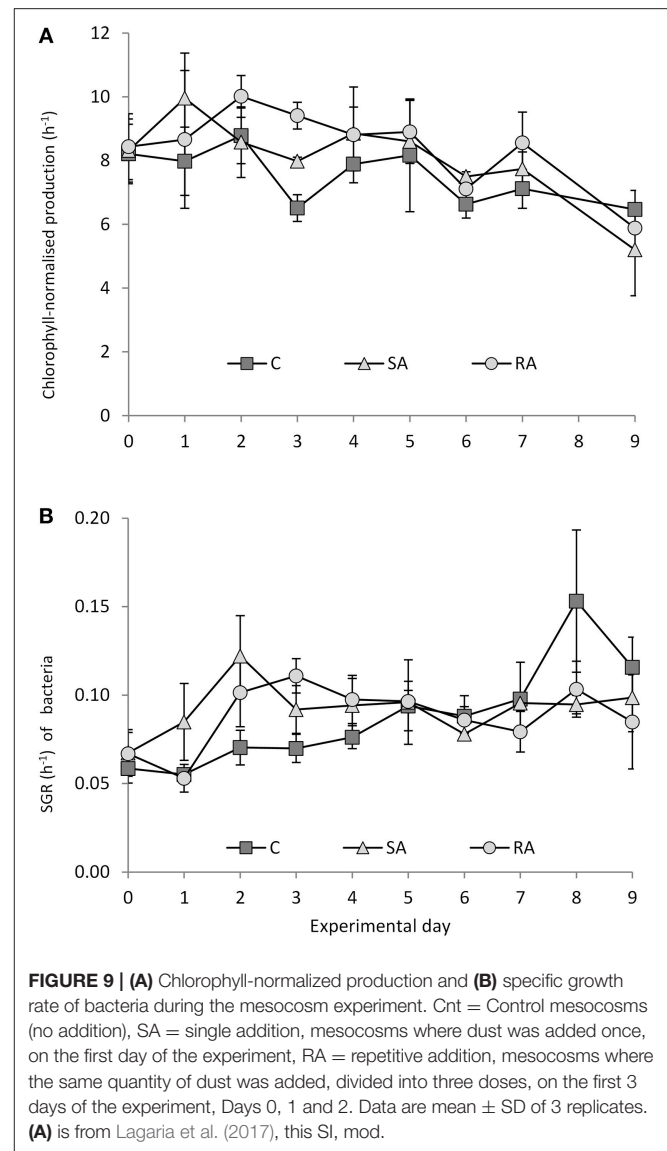 A
12
10
8
6
4
2
0
Chlorophyll-normalised production (h⁻¹)
C SA RA
0 1 2 3 4 5 6 7 8 9
B
0.20
0.15
0.10
0.05
0.00
SGR (h⁻¹) of bacteria
C SA RA
0 1 2 3 4 5 6 7 8 9
Experimental day
FIGURE 9 | (A) Chlorophyll-normalized production and (B) specific growth
rate of bacteria during the mesocosm experiment. Cnt = Control mesocosms
(no addition), SA = single addition, mesocosms where dust was added once,
on the first day of the experiment, RA = repetitive addition, mesocosms where
the same quantity of dust was added, divided into three doses, on the first 3
days of the experiment, Days 0, 1 and 2. Data are mean ± SD of 3 replicates.
(A) is from Lagaria et al. (2017), this SI, mod.